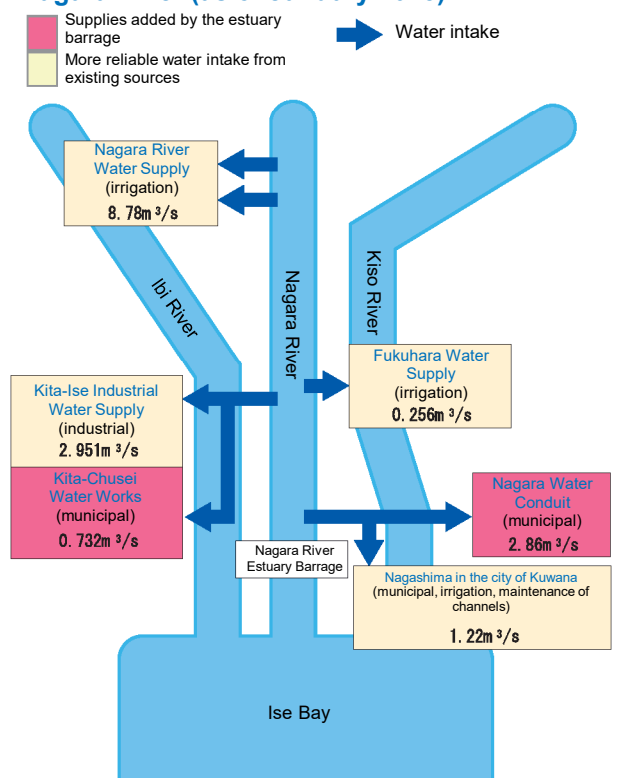 Supplies added by the estuary
barrage
Water intake
More reliable water intake from
existing sources
Nagara River
Water Supply
(irrigation)
8.78m³/s
Ibi River
Nagara River
Kiso River
Fukuhara Water
Supply
(irrigation)
0.256m³/s
Kita-Ise Industrial
Water Supply
(industrial)
2.951m³/s
Kita-Chusei
Water Works
(municipal)
0.732m³/s
Nagara Water
Conduit
(municipal)
2.86m³/s
Nagara River
Estuary Barrage
Nagashima in the city of Kuwana
(municipal, irrigation, maintenance of
channels)
1.22m³/s
Ise Bay